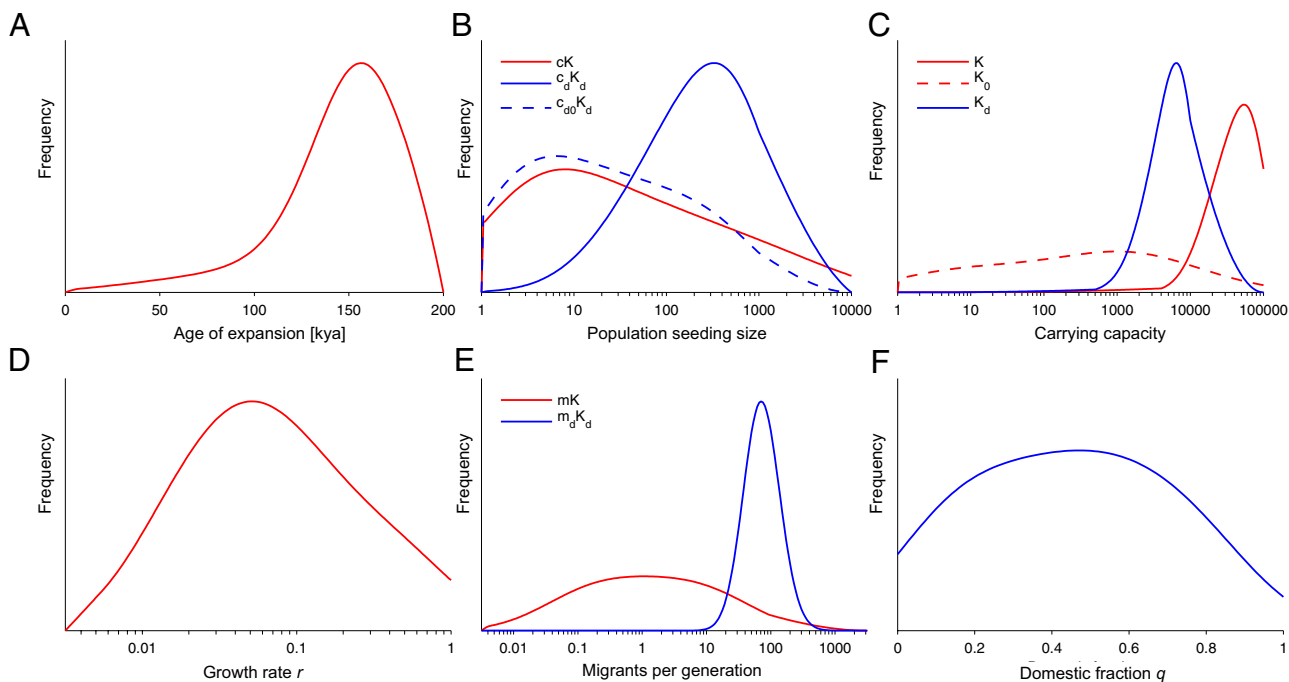 A
Frequency
0 50 100 150 200
Age of expansion [kya]
B
Frequency
cK
c_dK_d
c_d0K_d
1 10 100 1000 10000
Population seeding size
C
Frequency
K
K_0
K_d
1 10 100 1000 10000 100000
Carrying capacity
D
Frequency
0.01 0.1 1
Growth rate r
E
Frequency
mK
m_dK_d
0.01 0.1 1 10 100 1000
Migrants per generation
F
Frequency
0 0.2 0.4 0.6 0.8 1
Domestic fraction q